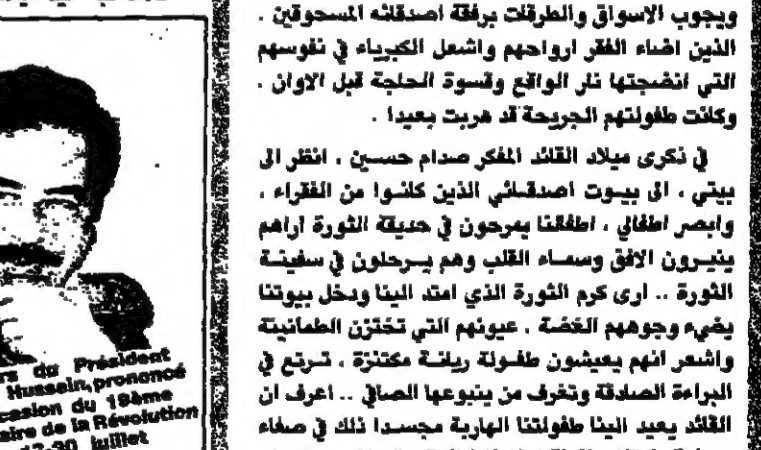 ويجوب الاسواق والطرقات برفقة اصدقائه المسحوقين .
الذين اضاء الفقر ارواحهم واشعل الكبرياء في نفوسهم
التي انضجتها نار الواقع وقسوة الحاجة قبل الاوان .
وكانت طفولتهم الجريحة قد هربت بعيدا .
في ذكرى ميلاد القائد المفكر صدام حسين . انظر الى
بيتي ، الى بيوت اصدقائي الذين كانوا من الفقراء ،
وابصر اطفالي ، اطفالنا يمرحون في حديقة الثورة اراهم
ينيرون الافق وسماء القلب وهم يرحلون في سفينة
الثورة .. ارى كرم الثورة الذي امتد الينا ودخل بيوتنا
يضيء وجوههم الغضة . عيونهم التي تختزن الطمأنينة
واشعر انهم يعيشون طفولة ريانة مكتنزة ، ترتع في
البراءة الصادقة وتغرف من ينبوعها الصافي .. اعرف ان
القائد يعيد الينا طفولتنا الهاربة مجسدا ذلك في صفاء
du Président
Hussein, prononcé
du 18ème
de la Révolution
17-30 juillet